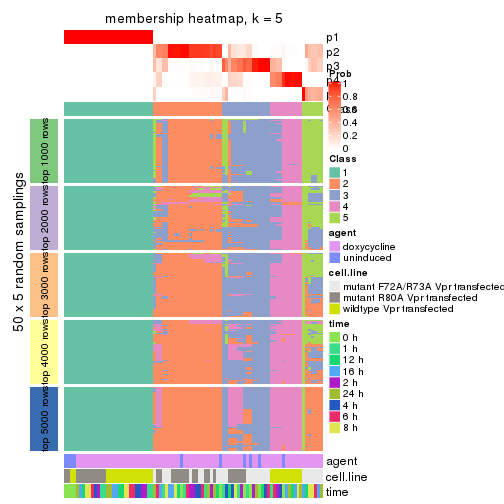 membership heatmap, k = 5
p1
p2
p3
p4
Prob
1
0.8
0.6
0.4
0.2
0
Class
1
2
3
4
5
agent
doxycycline
uninduced
cell.line
mutant F72A/R73A Vpr transfected
mutant R80A Vpr transfected
wildtype Vpr transfected
time
0 h
1 h
12 h
16 h
2 h
24 h
4 h
6 h
8 h
50 x 5 random samplings
top 1000 rows
top 2000 rows
top 3000 rows
top 4000 rows
top 5000 rows
agent
cell.line
time